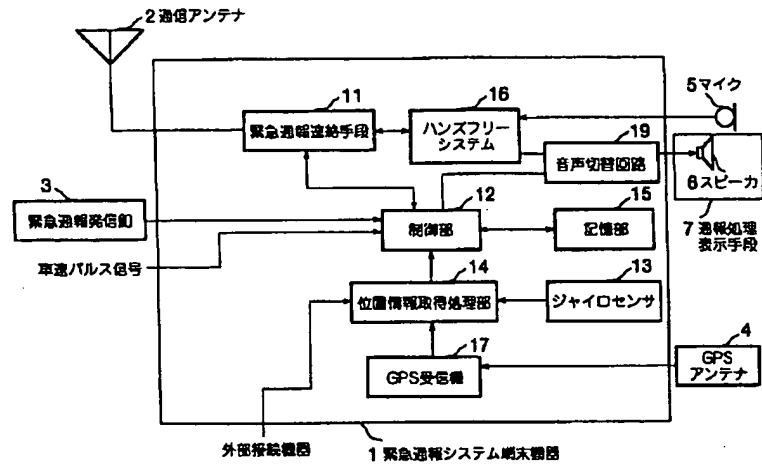 2 通信アンテナ
11
緊急通報連絡手段
16
ハンズフリー
システム
5 マイク
19
音声切替回路
6 スピーカ
7 通報処理
表示手段
3
緊急通報発信釦
12
制御部
15
記憶部
車速パルス信号
14
位置情報取得処理部
13
ジャイロセンサ
17
GPS受信機
4
GPS
アンテナ
外部接続機器
1 緊急通報システム端末機器